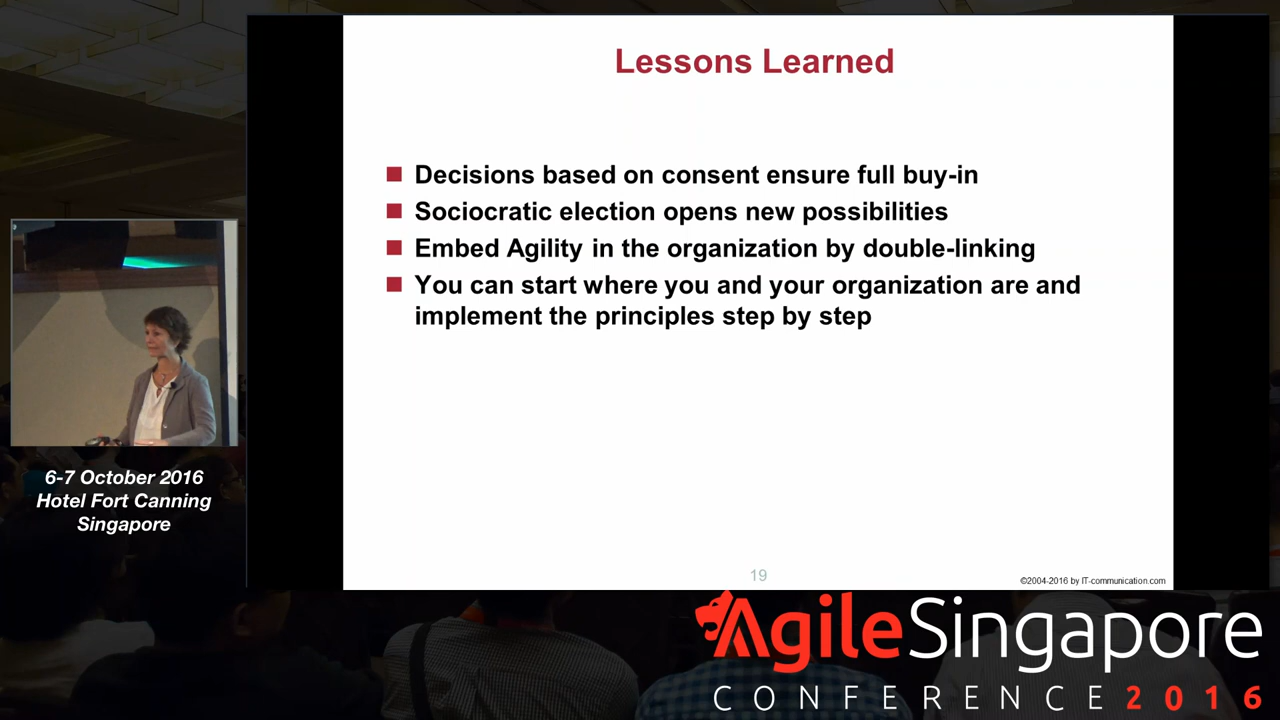 Lessons Learned
Decisions based on consent ensure full buy-in
Sociocratic election opens new possibilities
Embed Agility in the organization by double-linking
You can start where you and your organization are and
implement the principles step by step
19
©2004-2016 by IT-communication.com
6-7 October 2016
Hotel Fort Canning
Singapore
AgileSingapore
CONFERENCE 2016